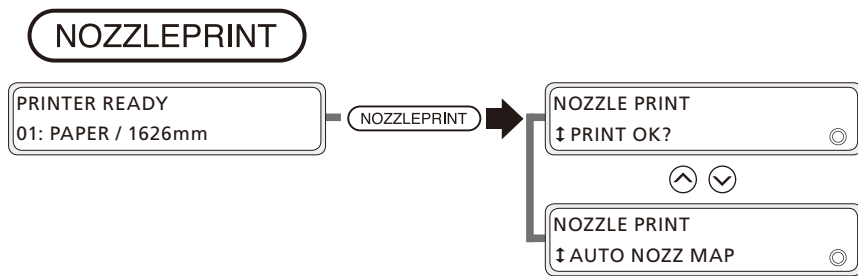 NOZZLEPRINT
PRINTER READY
01: PAPER / 1626mm
NOZZLEPRINT
NOZZLE PRINT
↕ PRINT OK?
NOZZLE PRINT
↕ AUTO NOZZ MAP